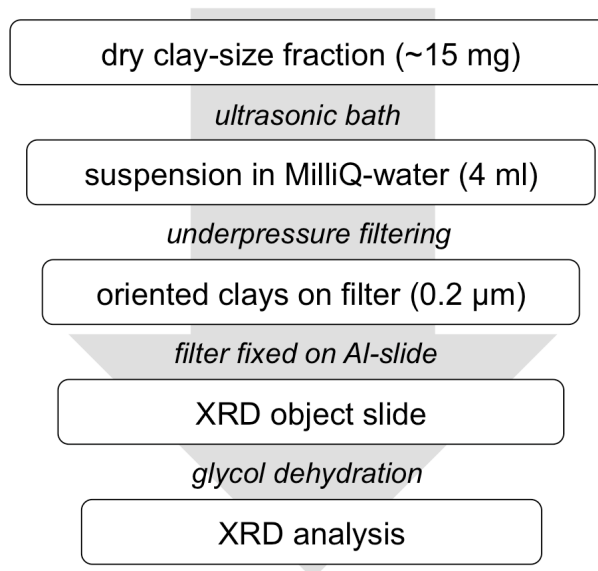 dry clay-size fraction (~15 mg)
ultrasonic bath
suspension in MilliQ-water (4 ml)
underpressure filtering
oriented clays on filter (0.2 µm)
filter fixed on Al-slide
XRD object slide
glycol dehydration
XRD analysis